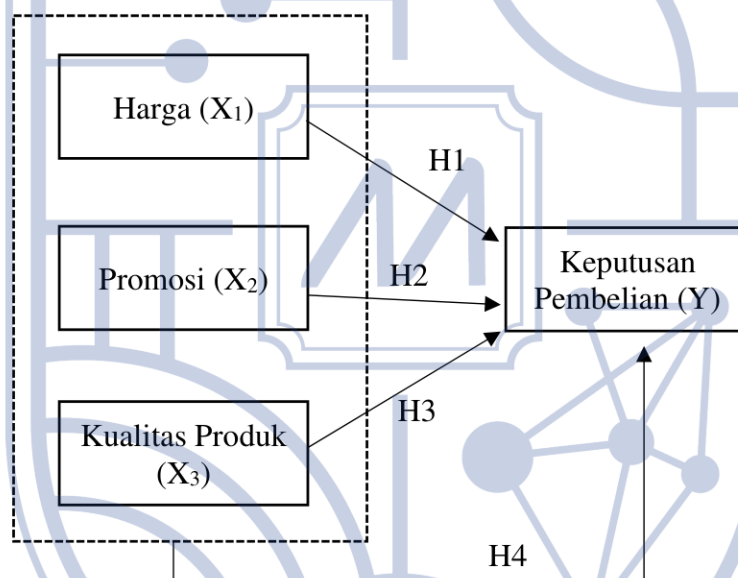 Harga (X₁)
H1
Promosi (X₂)
H2
Keputusan
Pembelian (Y)
Kualitas Produk
(X₃)
H3
H4